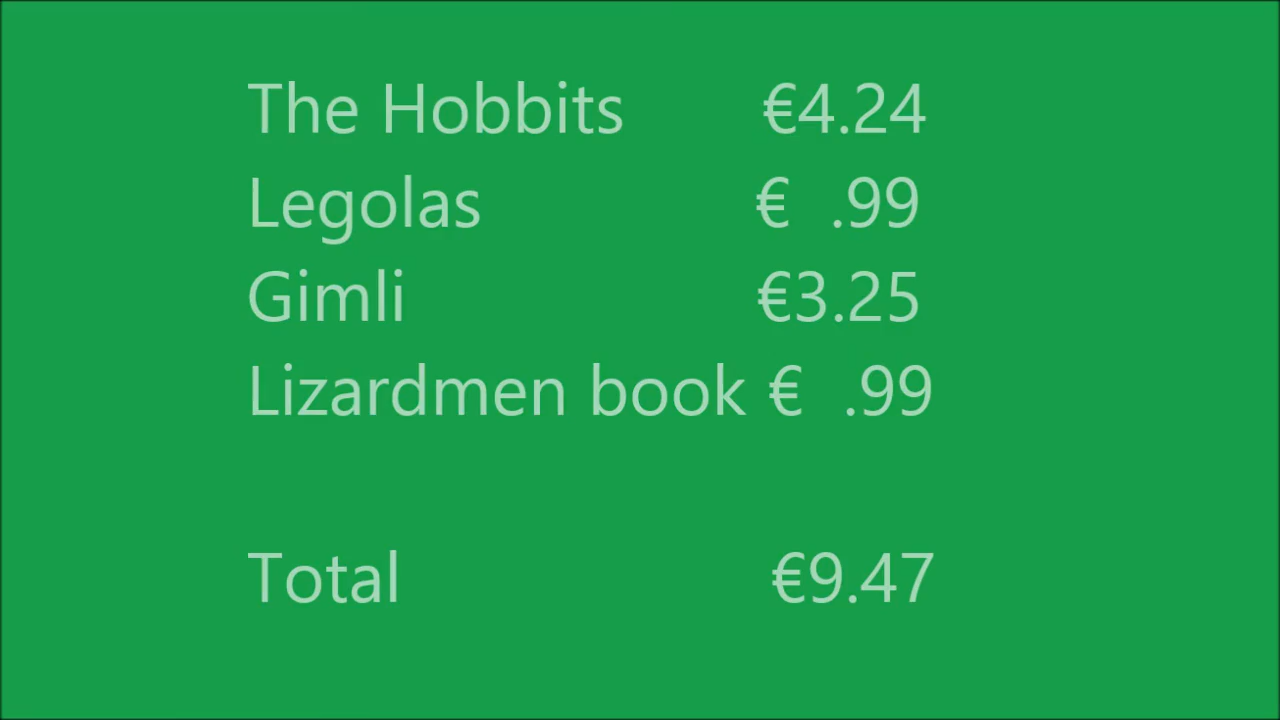 The Hobbits €4.24
Legolas € .99
Gimli €3.25
Lizardmen book € .99
Total €9.47